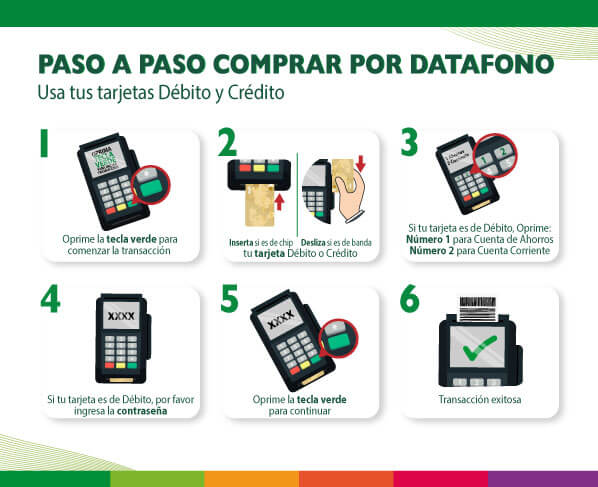 PASO A PASO COMPRAR POR DATAFONO
Usa tus tarjetas Débito y Crédito
1
OPRIMA
TECLA
VERDE
Oprime la tecla verde para
comenzar la transacción
2
Inserta si es de chip
Desliza si es de banda
tu tarjeta Débito o Crédito
3
1 2
Si tu tarjeta es de Débito, Oprime:
Número 1 para Cuenta de Ahorros
Número 2 para Cuenta Corriente
4
XXXX
Si tu tarjeta es de Débito, por favor
ingresa la contraseña
5
XXXX
Oprime la tecla verde
para continuar
6
Transacción exitosa